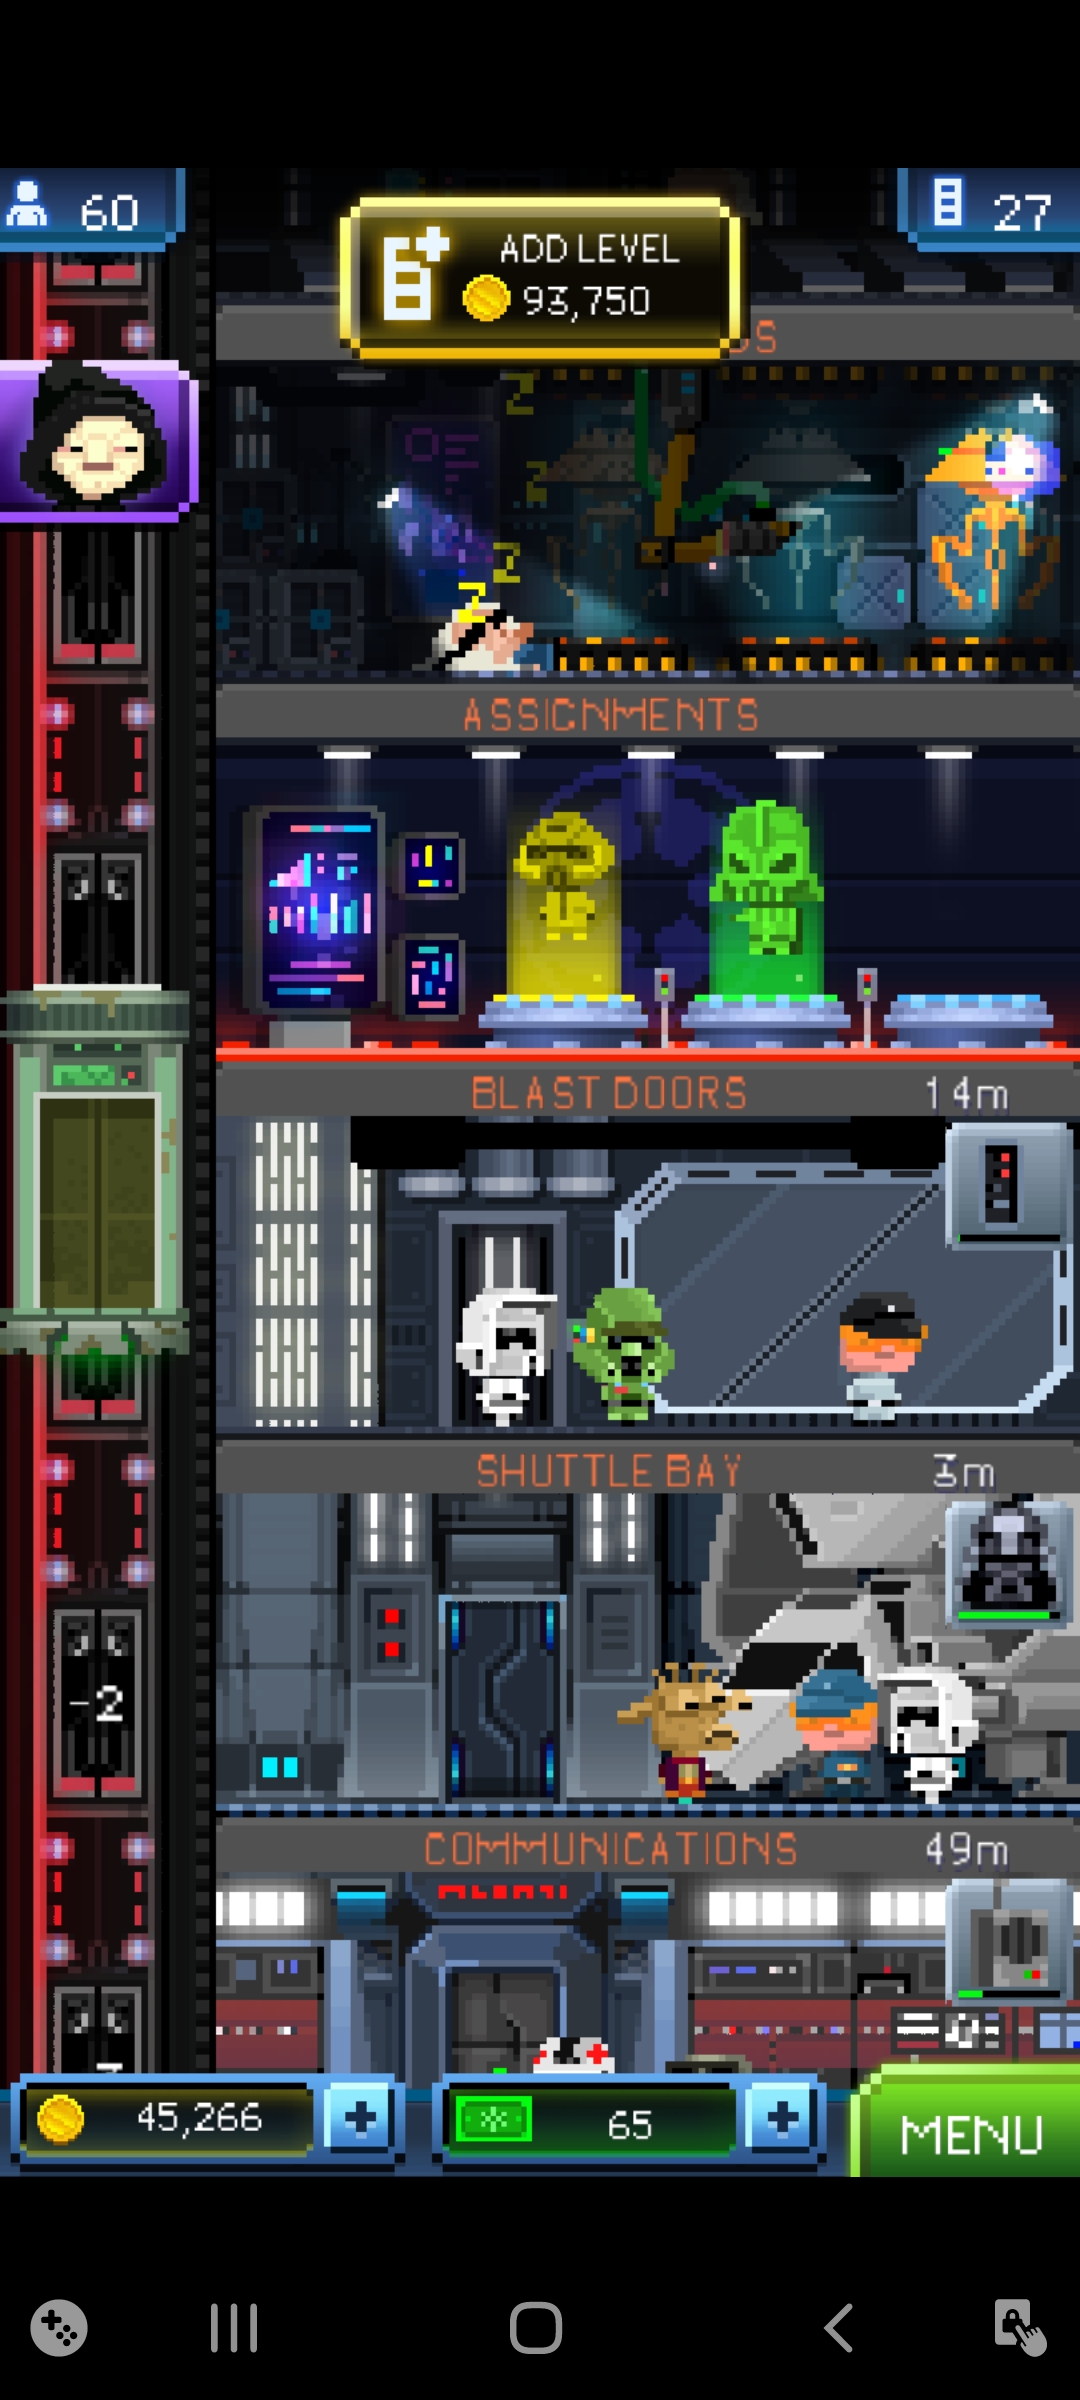 60
ADD LEVEL
93,750
27
Z
Z
Z
Z
ASSIGNMENTS
BLAST DOORS
14m
SHUTTLE BAY
3m
-2
COMMUNICATIONS
49m
45,266
65
MENU